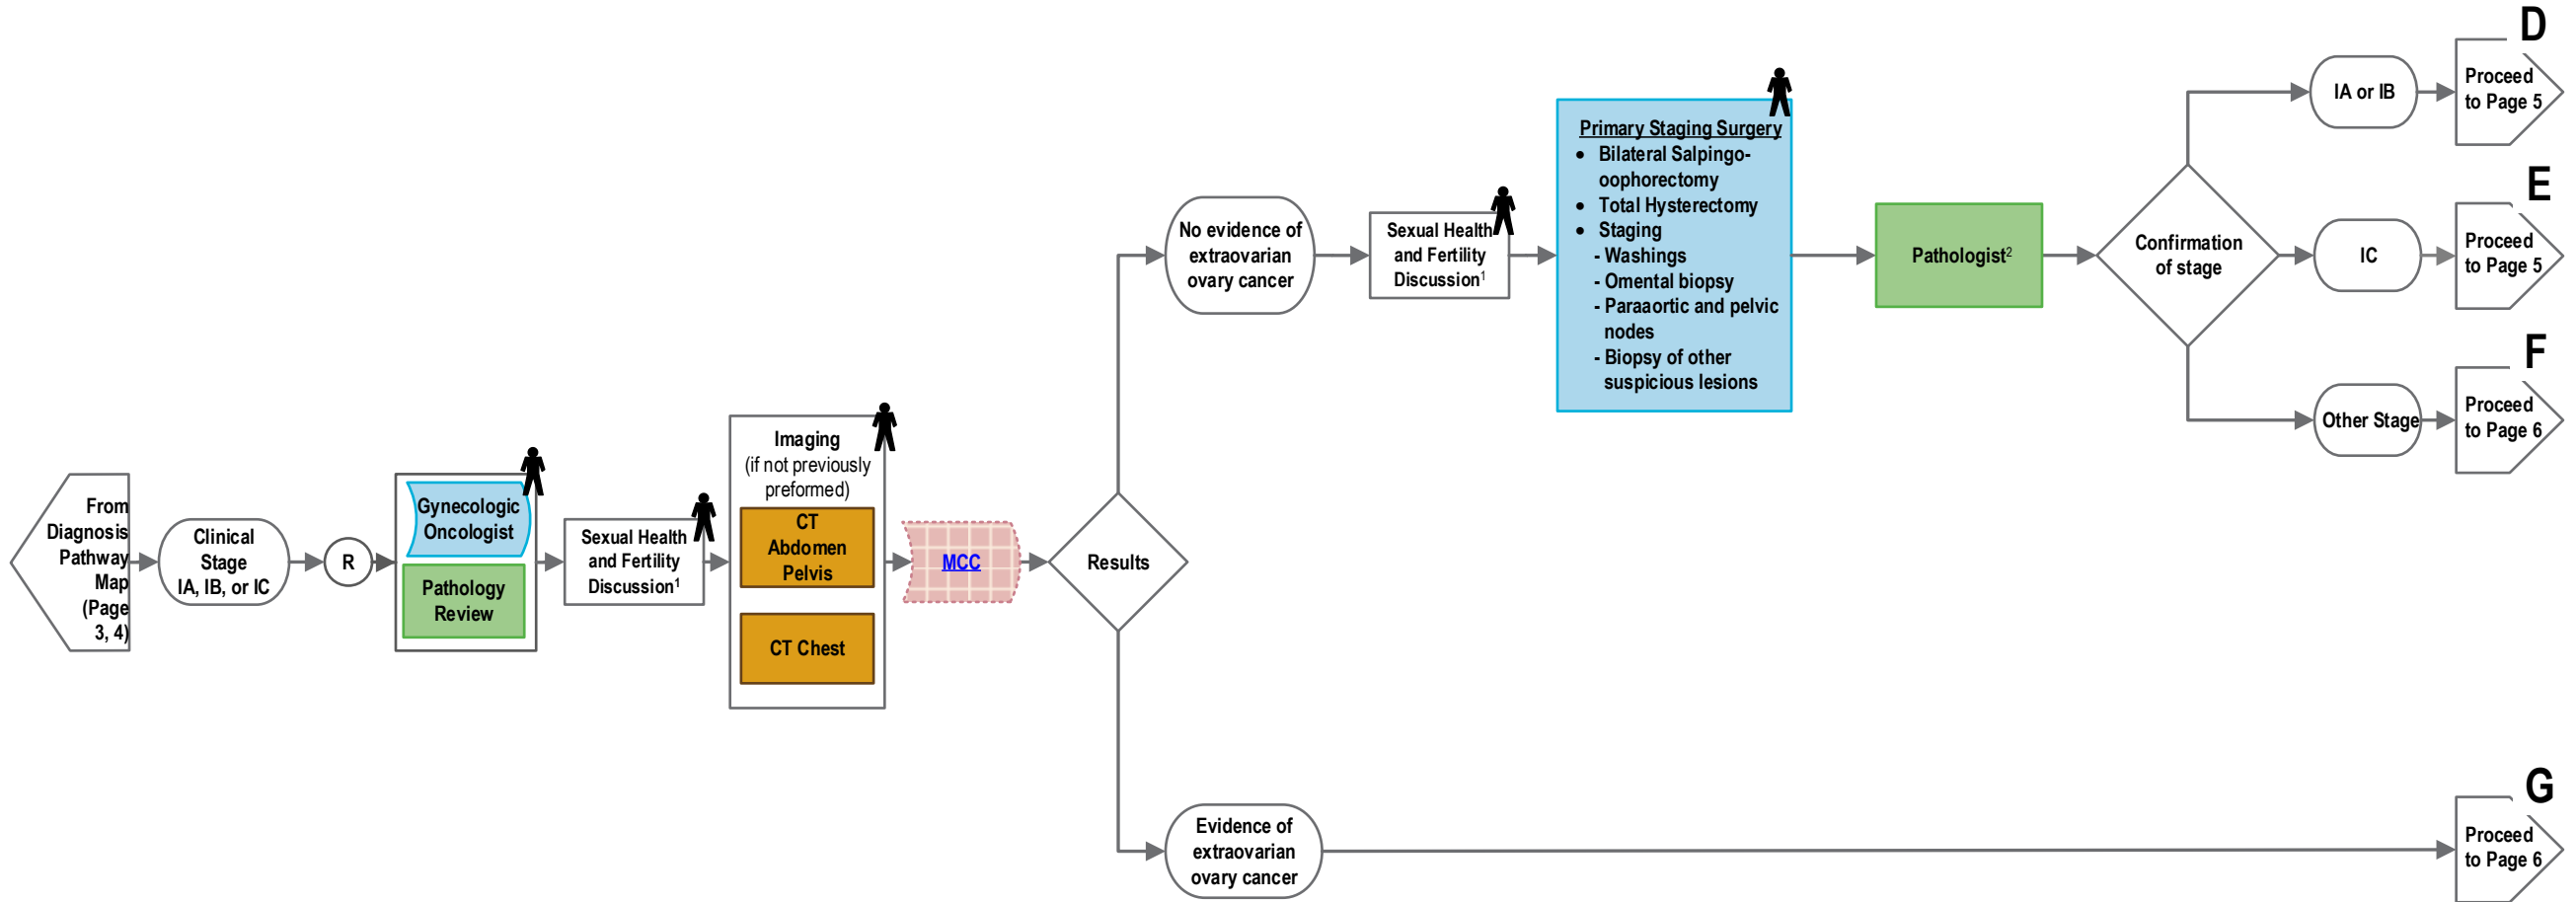 From
Diagnosis
Pathway
Map
(Page
3, 4)
Clinical
Stage
IA, IB, or IC
R
Gynecologic
Oncologist
Pathology
Review
Sexual Health
and Fertility
Discussion1
Imaging
(if not previously
preformed)
CT
Abdomen
Pelvis
CT Chest
MCC
Results
No evidence of
extraovarian
ovary cancer
Sexual Health
and Fertility
Discussion1
Primary Staging Surgery
• Bilateral Salpingo-
oophorectomy
• Total Hysterectomy
• Staging
- Washings
- Omental biopsy
- Paraaortic and pelvic
nodes
- Biopsy of other
suspicious lesions
Pathologist2
Confirmation
of stage
IA or IB
D
Proceed
to Page 5
IC
E
Proceed
to Page 5
Other Stage
F
Proceed
to Page 6
Evidence of
extraovarian
ovary cancer
G
Proceed
to Page 6